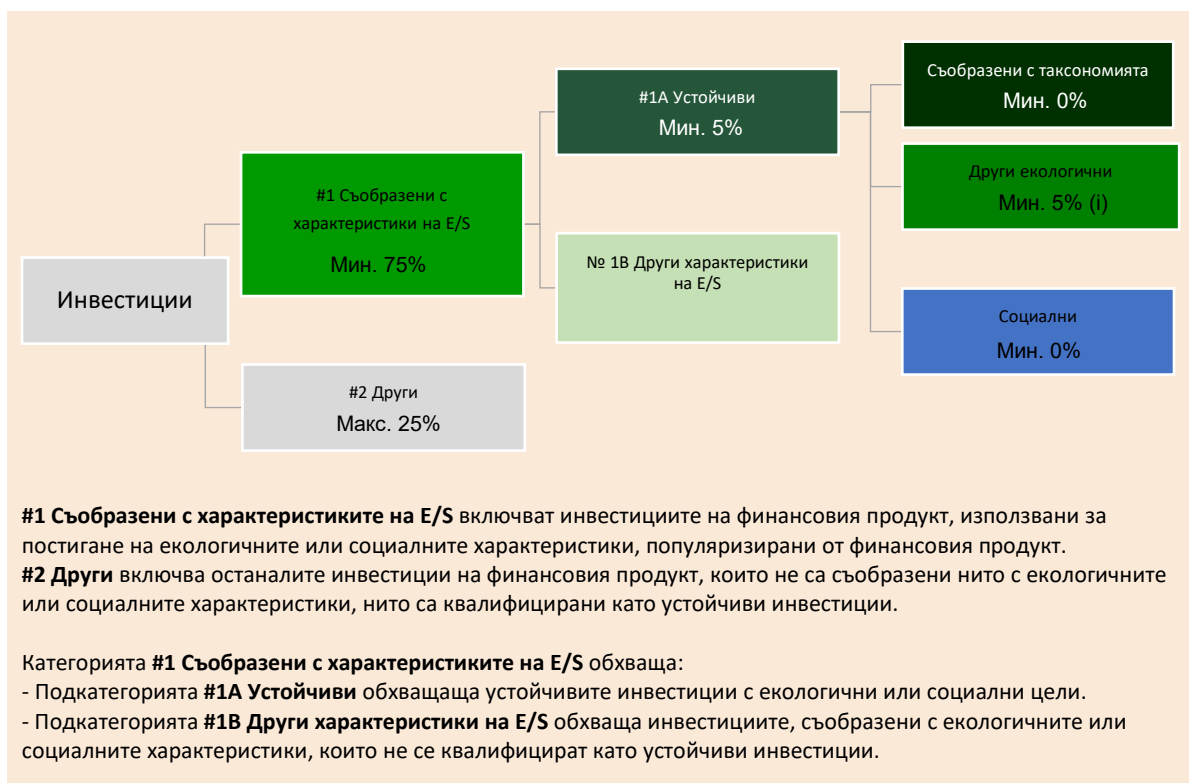 Съобразени с таксономията
Мин. 0%
#1A Устойчиви
Мин. 5%
Други екологични
Мин. 5% (i)
#1 Съобразени с
характеристики на E/S
Мин. 75%
№ 1B Други характеристики
на E/S
Инвестиции
Социални
Мин. 0%
#2 Други
Макс. 25%
#1 Съобразени с характеристиките на E/S включват инвестициите на финансовия продукт, използвани за
постигане на екологичните или социалните характеристики, популяризирани от финансовия продукт.
#2 Други включва останалите инвестиции на финансовия продукт, които не са съобразени нито с екологичните
или социалните характеристики, нито са квалифицирани като устойчиви инвестиции.
Категорията #1 Съобразени с характеристиките на E/S обхваща:
- Подкатегорията #1A Устойчиви обхващаща устойчивите инвестиции с екологични или социални цели.
- Подкатегорията #1B Други характеристики на E/S обхваща инвестициите, съобразени с екологичните или
социалните характеристики, които не се квалифицират като устойчиви инвестиции.